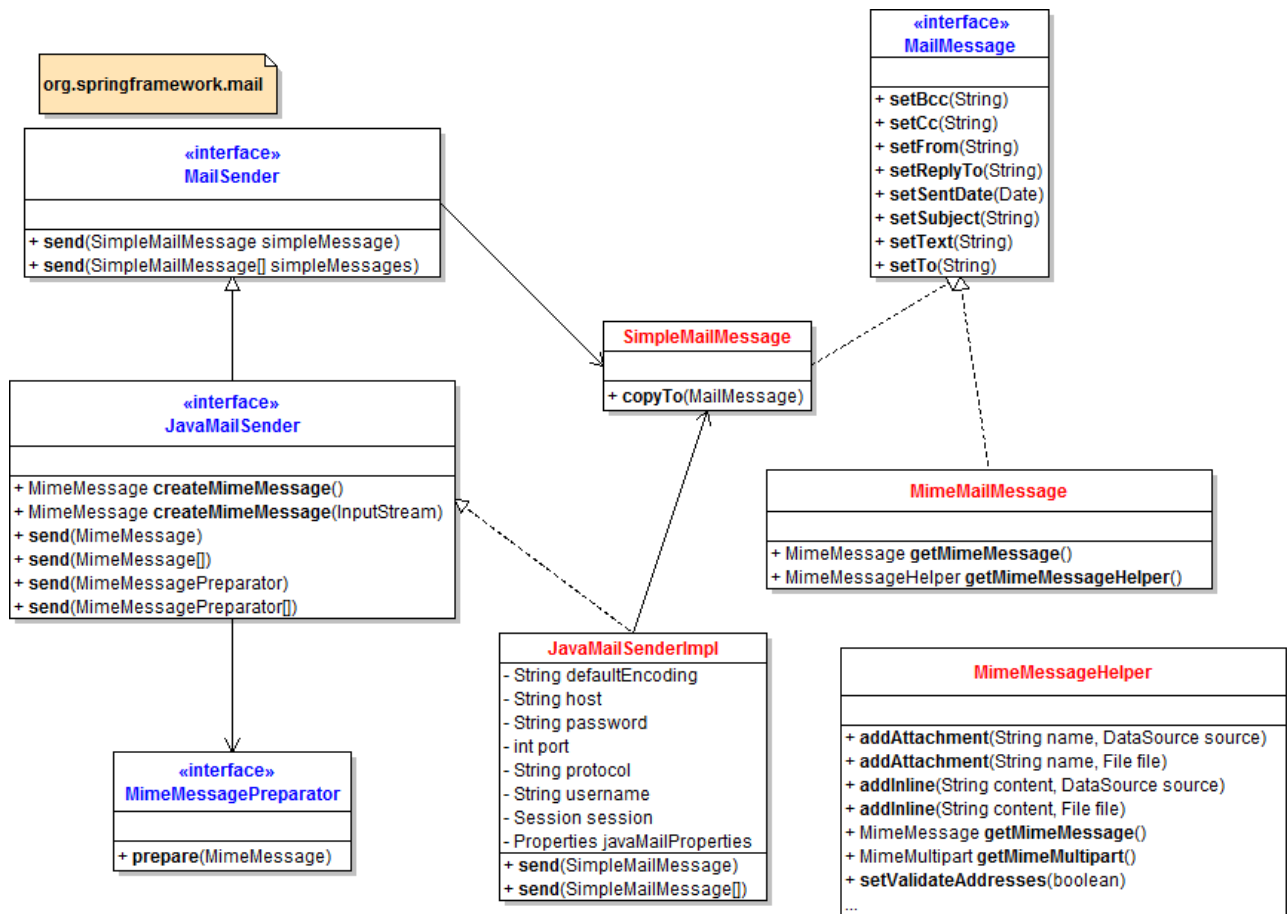 org.springframework.mail
«interface»
MailSender
+ send(SimpleMailMessage simpleMessage)
+ send(SimpleMailMessage[] simpleMessages)
«interface»
MailMessage
+ setBcc(String)
+ setCc(String)
+ setFrom(String)
+ setReplyTo(String)
+ setSentDate(Date)
+ setSubject(String)
+ setText(String)
+ setTo(String)
SimpleMailMessage
+ copyTo(MailMessage)
«interface»
JavaMailSender
+ MimeMessage createMimeMessage()
+ MimeMessage createMimeMessage(InputStream)
+ send(MimeMessage)
+ send(MimeMessage[])
+ send(MimeMessagePreparator)
+ send(MimeMessagePreparator[])
MimeMailMessage
+ MimeMessage getMimeMessage()
+ MimeMessageHelper getMimeMessageHelper()
«interface»
MimeMessagePreparator
+ prepare(MimeMessage)
JavaMailSenderImpl
- String defaultEncoding
- String host
- String password
- int port
- String protocol
- String username
- Session session
- Properties javaMailProperties
+ send(SimpleMailMessage)
+ send(SimpleMailMessage[])
MimeMessageHelper
+ addAttachment(String name, DataSource source)
+ addAttachment(String name, File file)
+ addInline(String content, DataSource source)
+ addInline(String content, File file)
+ MimeMessage getMimeMessage()
+ MimeMultipart getMimeMultipart()
+ setValidateAddresses(boolean)
...